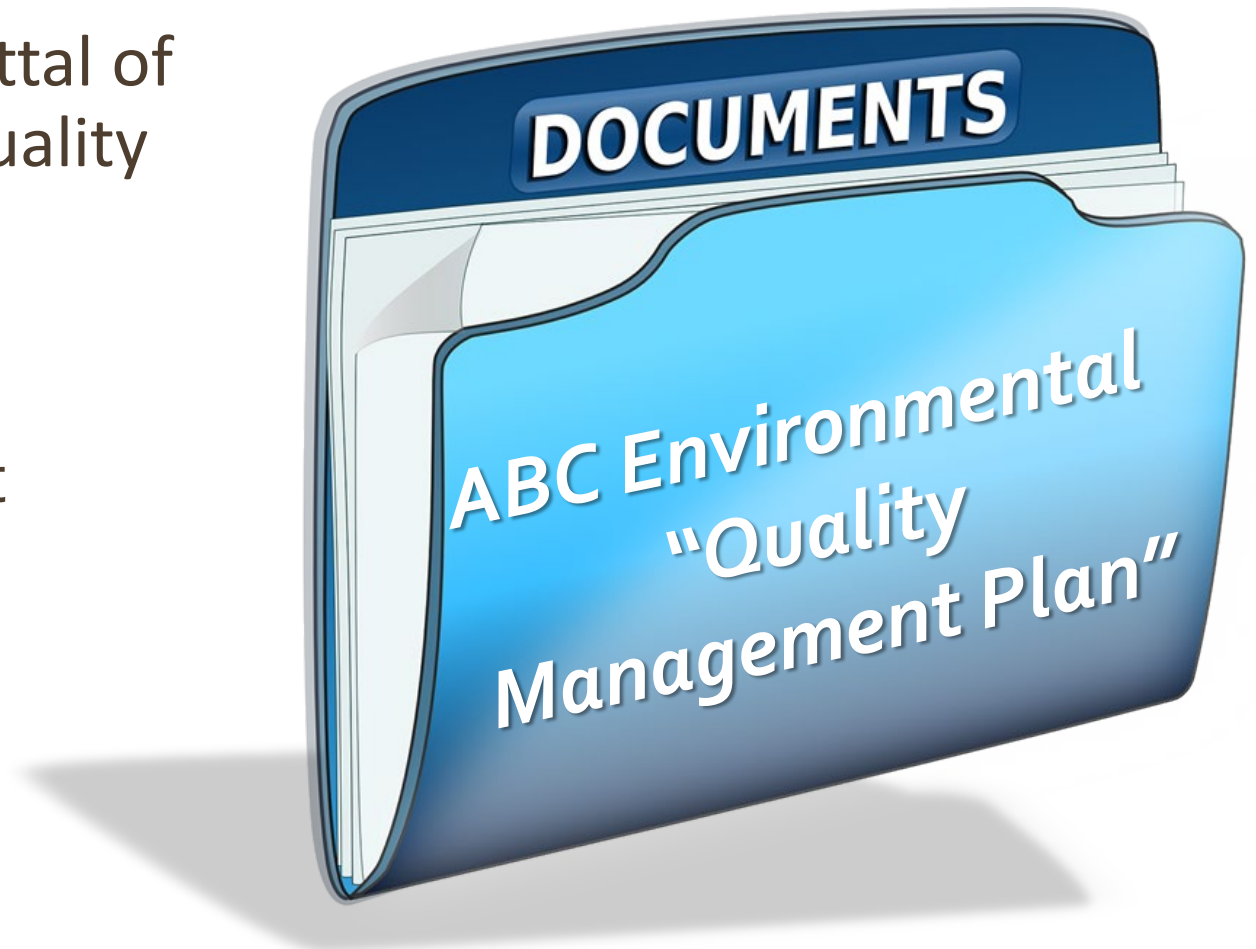 ttal of
uality
t
DOCUMENTS
ABC Environmental
“Quality
Management Plan”